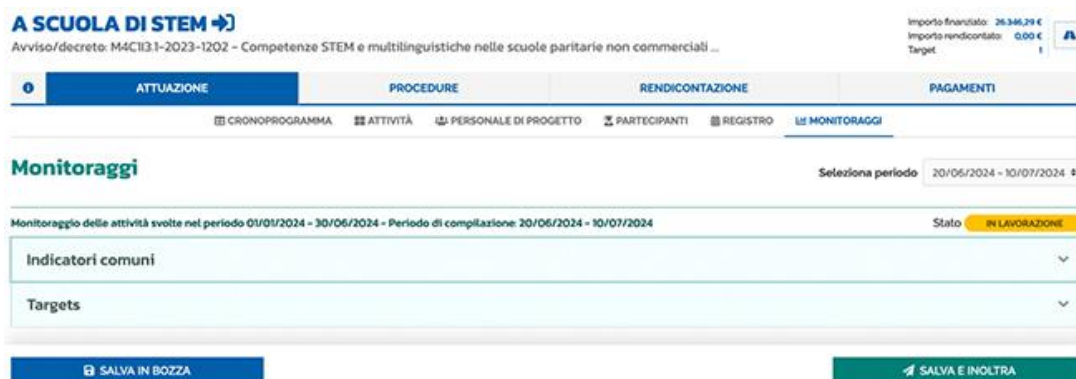 A SCUOLA DI STEM
Avviso/decreto: M4C1I3.1-2023-1202 - Competenze STEM e multilinguistiche nelle scuole paritarie non commerciali ...
Importo finanziato: 26.346,29 €
Importo rendicontato: 0,00 €
Target 1
ATTUAZIONE PROCEDURE RENDICONTAZIONE PAGAMENTI
CRONOPROGRAMMA ATTIVITÀ PERSONALE DI PROGETTO PARTECIPANTI REGISTRO MONITORAGGI
Monitoraggi
Seleziona periodo 20/06/2024 - 10/07/2024
Monitoraggio delle attività svolte nel periodo 01/01/2024 - 30/06/2024 - Periodo di compilazione: 20/06/2024 - 10/07/2024
Stato IN LAVORAZIONE
Indicatori comuni
Targets
SALVA IN BOZZA SALVA E INOLTRA